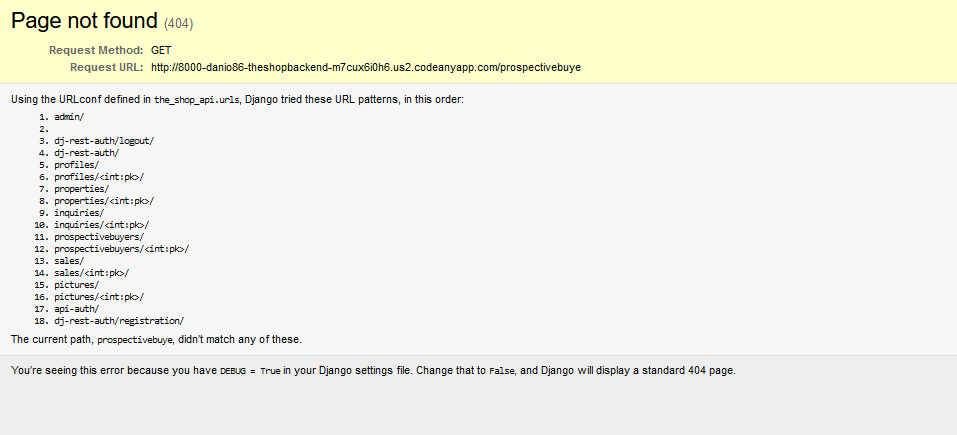 Page not found (404)
Request Method: GET
Request URL: http://8000-danio86-theshopbackend-m7cux6i0h6.us2.codeanyapp.com/prospectivebuye
Using the URLconf defined in the_shop_api.urls, Django tried these URL patterns, in this order:
1. admin/
2.
3. dj-rest-auth/logout/
4. dj-rest-auth/
5. profiles/
6. profiles/<int:pk>/
7. properties/
8. properties/<int:pk>/
9. inquiries/
10. inquiries/<int:pk>/
11. prospectivebuyers/
12. prospectivebuyers/<int:pk>/
13. sales/
14. sales/<int:pk>/
15. pictures/
16. pictures/<int:pk>/
17. api-auth/
18. dj-rest-auth/registration/
The current path, prospectivebuye, didn't match any of these.
You're seeing this error because you have DEBUG = True in your Django settings file. Change that to False, and Django will display a standard 404 page.